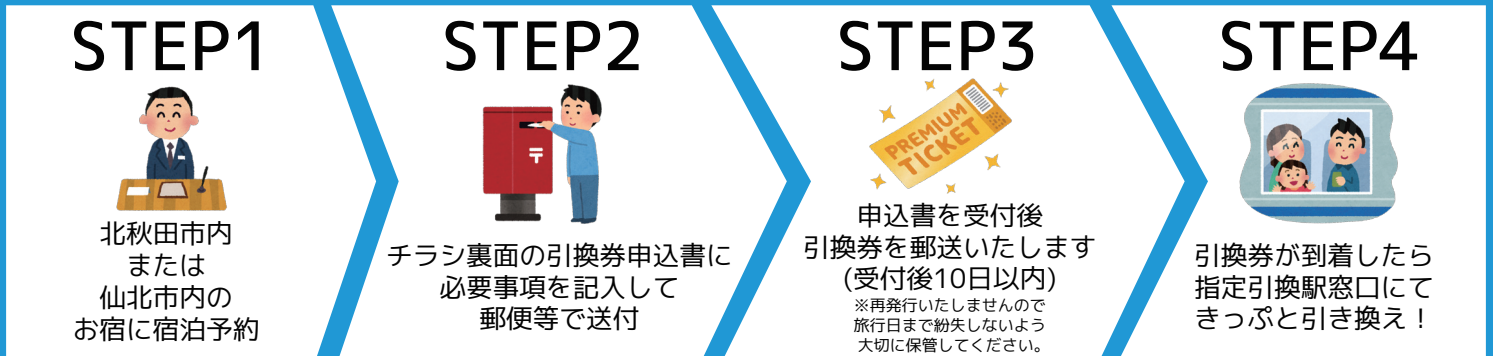 STEP1
北秋田市内
または
仙北市内の
お宿に宿泊予約
STEP2
チラシ裏面の引換券申込書に
必要事項を記入して
郵便等で送付
STEP3
PREMIUM
TICKET
申込書を受付後
引換券を郵送いたします
(受付後10日以内)
※再発行いたしませんので
旅行日まで紛失しないよう
大切に保管してください。
STEP4
引換券が到着したら
指定引換駅窓口にて
きっぷと引き換え！